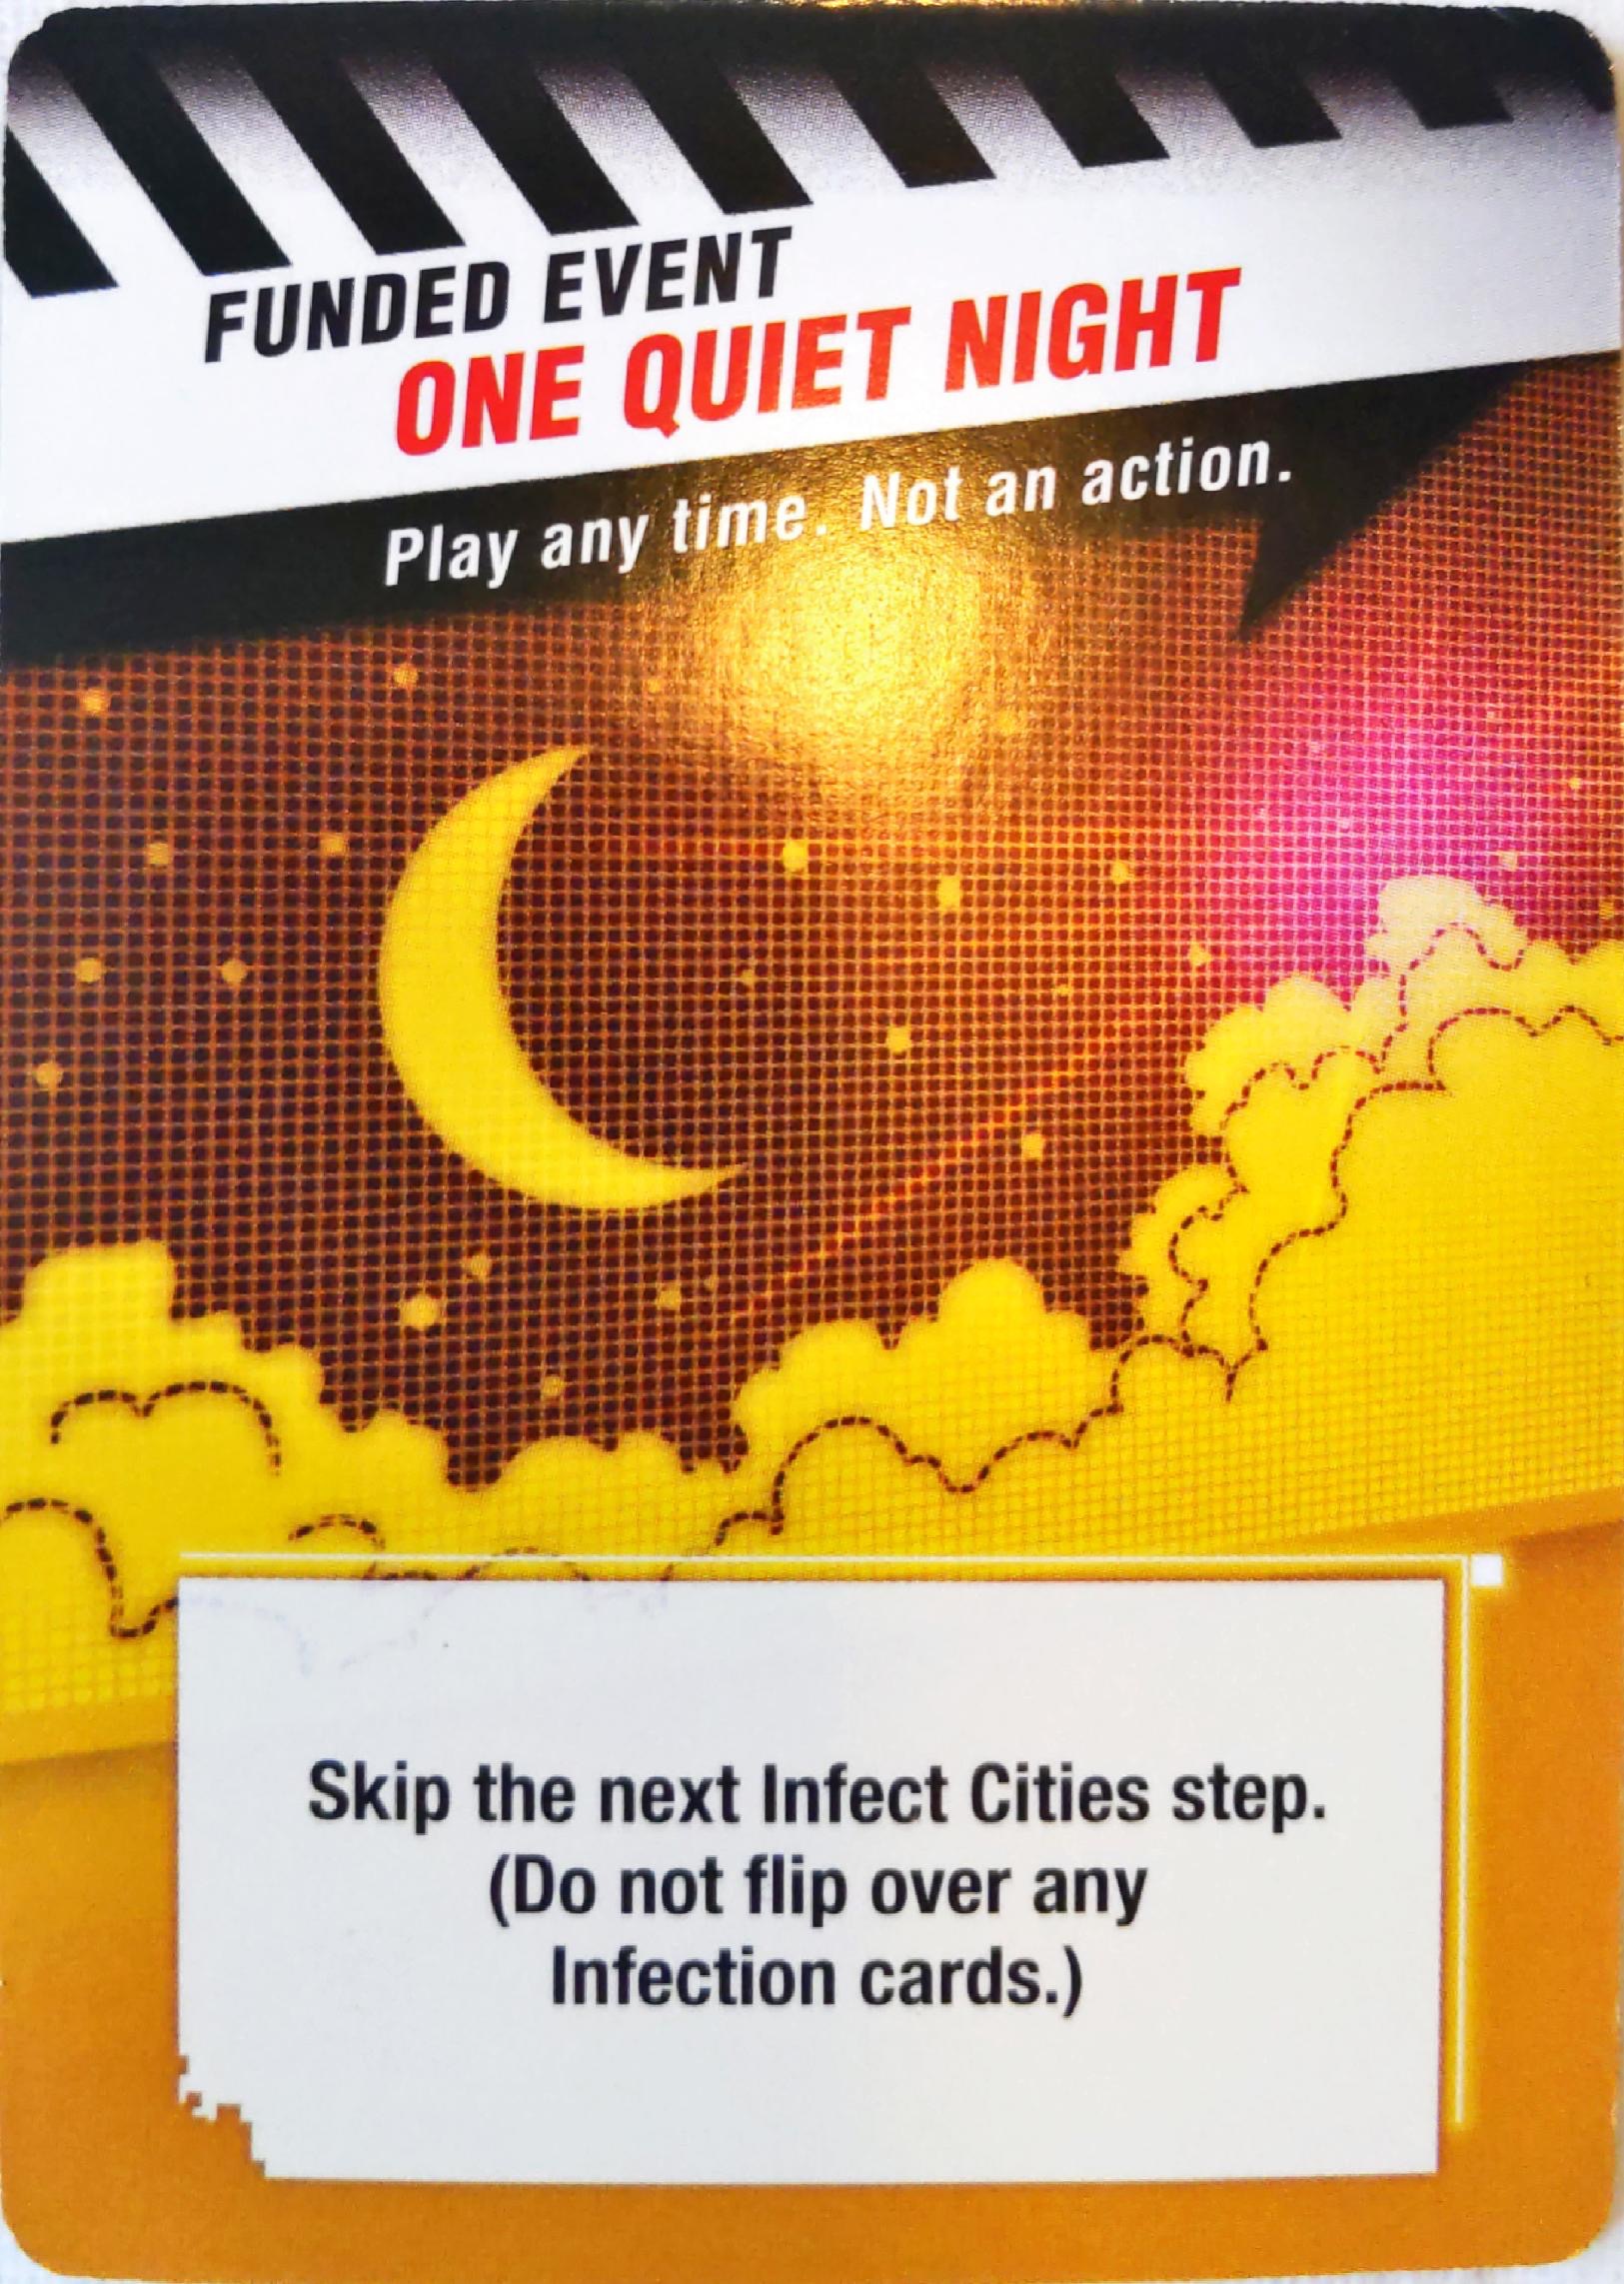 FUNDED EVENT
ONE QUIET NIGHT
Play any time. Not an action.
Skip the next Infect Cities step.
(Do not flip over any
Infection cards.)